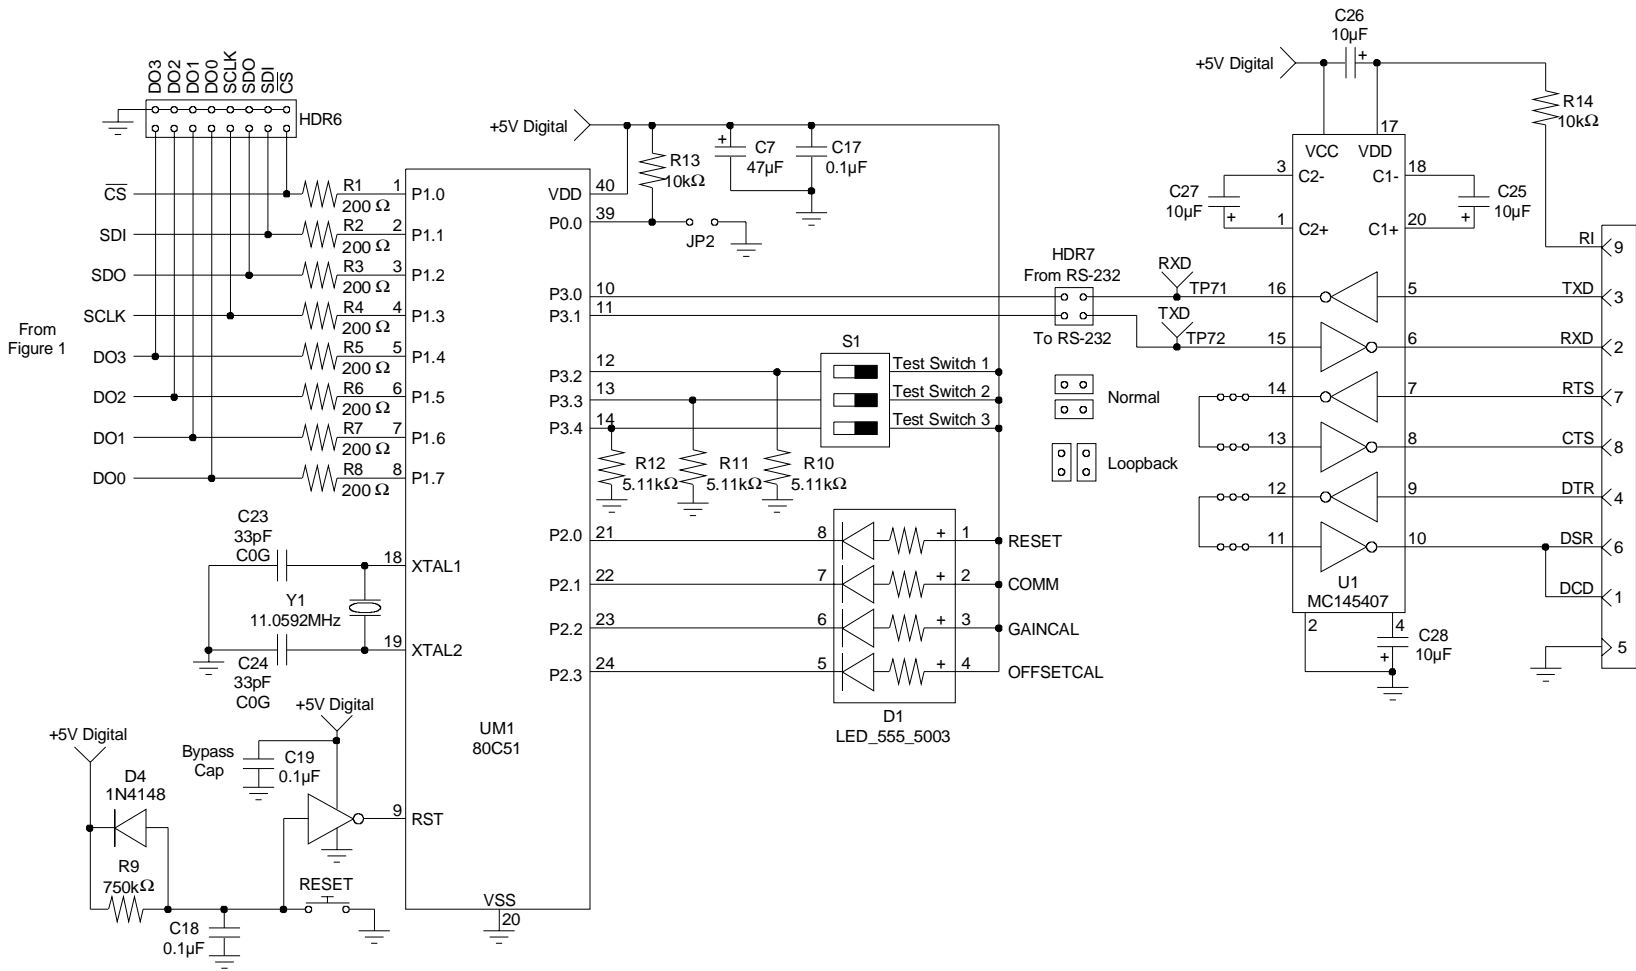 DO3
DO2
DO1
DO0
SCLK
SDO
SDI
CS
HDR6
From
Figure 1
CS
SDI
SDO
SCLK
DO3
DO2
DO1
DO0
R1
200 Ω
R2
200 Ω
R3
200 Ω
R4
200 Ω
R5
200 Ω
R6
200 Ω
R7
200 Ω
R8
200 Ω
1 P1.0
2 P1.1
3 P1.2
4 P1.3
5 P1.4
6 P1.5
7 P1.6
8 P1.7
C23
33pF
C0G
18 XTAL1
Y1
11.0592MHz
19 XTAL2
C24
33pF
C0G
+5V Digital
+5V Digital
Bypass
Cap
C19
0.1µF
D4
1N4148
9 RST
R9
750kΩ
RESET
C18
0.1µF
UM1
80C51
VSS
20
+5V Digital
VDD 40
P0.0 39
R13
10kΩ
JP2
C7
47µF
+
C17
0.1µF
P3.0 10
P3.1 11
P3.2 12
P3.3 13
P3.4 14
S1
Test Switch 1
Test Switch 2
Test Switch 3
R12
5.11kΩ
R11
5.11kΩ
R10
5.11kΩ
P2.0 21
P2.1 22
P2.2 23
P2.3 24
8 + 1 RESET
7 + 2 COMM
6 + 3 GAINCAL
5 + 4 OFFSETCAL
D1
LED_555_5003
HDR7
From RS-232
To RS-232
Normal
Loopback
RXD
TP71
TXD
TP72
C26
10µF
+
+5V Digital
R14
10kΩ
17
VCC VDD
3 C2-
C1- 18
1 C2+
C1+ 20
C27
10µF
+
C25
10µF
+
16 5 TXD 3
15 6 RXD 2
14 7 RTS 7
13 8 CTS 8
12 9 DTR 4
11 10 DSR 6
DCD 1
RI 9
5
U1
MC145407
2 4
C28
10µF
+